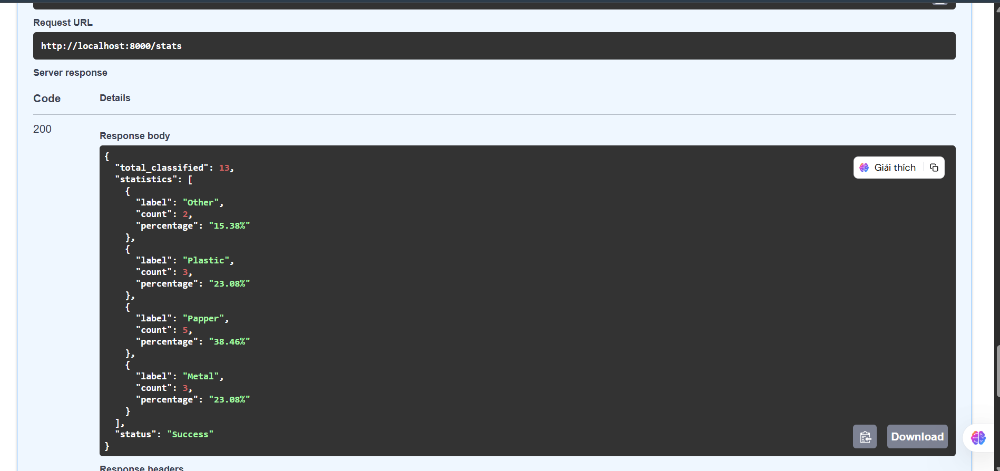 Request URL
http://localhost:8000/stats
Server response
Code Details
200
Response body
{
  "total_classified": 13,
  "statistics": [
    {
      "label": "Other",
      "count": 2,
      "percentage": "15.38%"
    },
    {
      "label": "Plastic",
      "count": 3,
      "percentage": "23.08%"
    },
    {
      "label": "Papper",
      "count": 5,
      "percentage": "38.46%"
    },
    {
      "label": "Metal",
      "count": 3,
      "percentage": "23.08%"
    }
  ],
  "status": "Success"
}
Giải thích
Download
Response headers